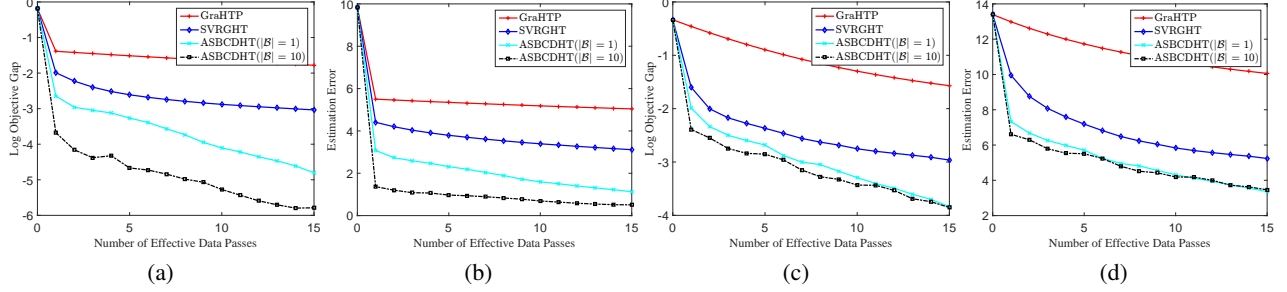 0
-1
-2
-3
-4
-5
-6
Log Objective Gap
GraHTP
SVRGHT
ASBCDHT(|B| = 1)
ASBCDHT(|B| = 10)
0 5 10 15
Number of Effective Data Passes
(a)
10
8
6
4
2
0
Estimation Error
GraHTP
SVRGHT
ASBCDHT(|B| = 1)
ASBCDHT(|B| = 10)
0 5 10 15
Number of Effective Data Passes
(b)
0
-1
-2
-3
-4
Log Objective Gap
GraHTP
SVRGHT
ASBCDHT(|B| = 1)
ASBCDHT(|B| = 10)
0 5 10 15
Number of Effective Data Passes
(c)
14
12
10
8
6
4
2
Estimation Error
GraHTP
SVRGHT
ASBCDHT(|B| = 1)
ASBCDHT(|B| = 10)
0 5 10 15
Number of Effective Data Passes
(d)